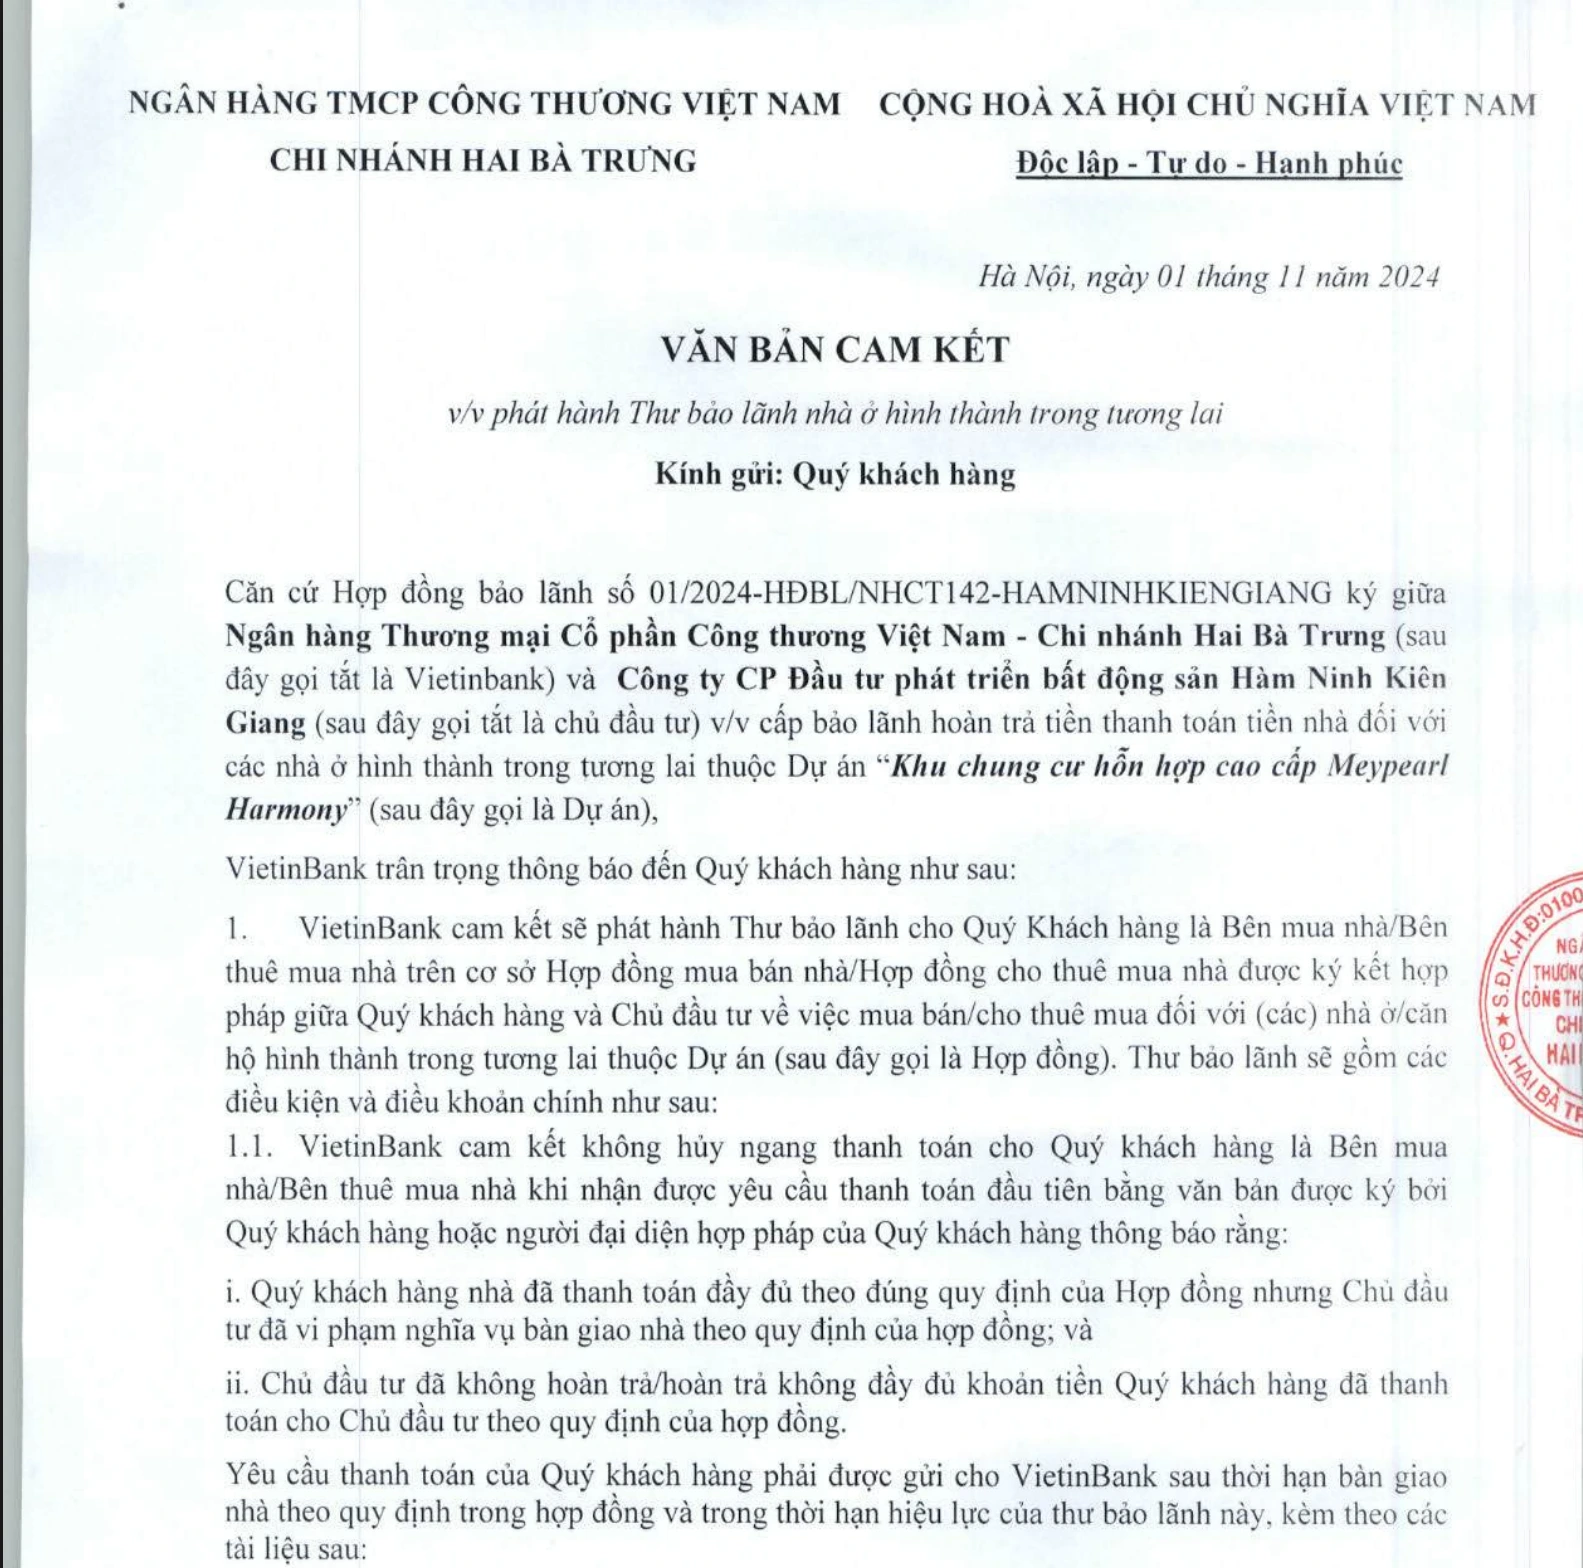 NGÂN HÀNG TMCP CÔNG THƯƠNG VIỆT NAM
CHI NHÁNH HAI BÀ TRƯNG
CỘNG HOÀ XÃ HỘI CHỦ NGHĨA VIỆT NAM
Độc lập - Tự do - Hạnh phúc
Hà Nội, ngày 01 tháng 11 năm 2024
VĂN BẢN CAM KẾT
v/v phát hành Thư bảo lãnh nhà ở hình thành trong tương lai
Kính gửi: Quý khách hàng
Căn cứ Hợp đồng bảo lãnh số 01/2024-HĐBL/NHCT142-HAMNINHKIENGIANG ký giữa
Ngân hàng Thương mại Cổ phần Công thương Việt Nam - Chi nhánh Hai Bà Trưng (sau
đây gọi tắt là Vietinbank) và Công ty CP Đầu tư phát triển bất động sản Hàm Ninh Kiên
Giang (sau đây gọi tắt là chủ đầu tư) v/v cấp bảo lãnh hoàn trả tiền thanh toán tiền nhà đối với
các nhà ở hình thành trong tương lai thuộc Dự án “Khu chung cư hỗn hợp cao cấp Meypearl
Harmony” (sau đây gọi là Dự án),
VietinBank trân trọng thông báo đến Quý khách hàng như sau:
1. VietinBank cam kết sẽ phát hành Thư bảo lãnh cho Quý Khách hàng là Bên mua nhà/Bên
thuê mua nhà trên cơ sở Hợp đồng mua bán nhà/Hợp đồng cho thuê mua nhà được ký kết hợp
pháp giữa Quý khách hàng và Chủ đầu tư về việc mua bán/cho thuê mua đối với (các) nhà ở/căn
hộ hình thành trong tương lai thuộc Dự án (sau đây gọi là Hợp đồng). Thư bảo lãnh sẽ gồm các
điều kiện và điều khoản chính như sau:
1.1. VietinBank cam kết không hủy ngang thanh toán cho Quý khách hàng là Bên mua
nhà/Bên thuê mua nhà khi nhận được yêu cầu thanh toán đầu tiên bằng văn bản được ký bởi
Quý khách hàng hoặc người đại diện hợp pháp của Quý khách hàng thông báo rằng:
i. Quý khách hàng nhà đã thanh toán đầy đủ theo đúng quy định của Hợp đồng nhưng Chủ đầu
tư đã vi phạm nghĩa vụ bàn giao nhà theo quy định của hợp đồng; và
ii. Chủ đầu tư đã không hoàn trả/hoàn trả không đầy đủ khoản tiền Quý khách hàng đã thanh
toán cho Chủ đầu tư theo quy định của hợp đồng.
Yêu cầu thanh toán của Quý khách hàng phải được gửi cho VietinBank sau thời hạn bàn giao
nhà theo quy định trong hợp đồng và trong thời hạn hiệu lực của thư bảo lãnh này, kèm theo các
tài liệu sau:
S.Đ.K.H.Đ:0100
NGÂ
THƯƠNG
CÔNG TH
CHI
HAI
Q.HAI BÀ TR